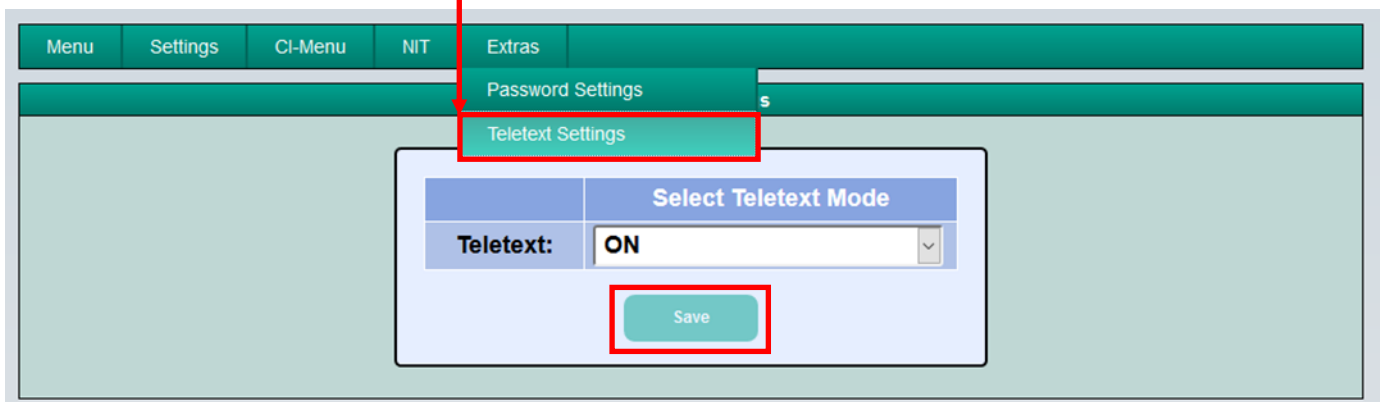 Menu Settings CI-Menu NIT Extras
Password Settings
s
Teletext Settings
Select Teletext Mode
Teletext: ON
Save